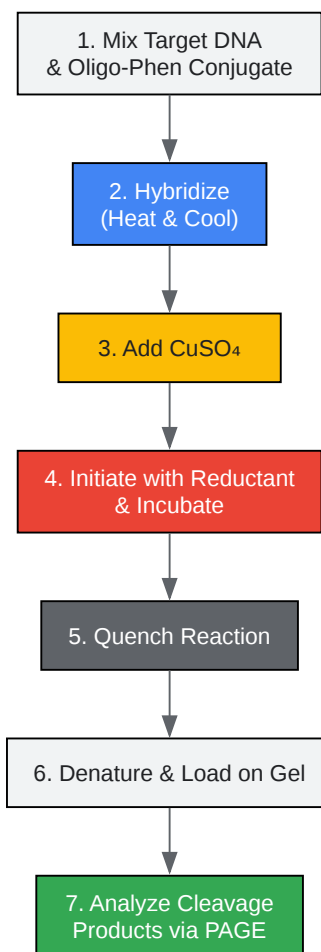 1. Mix Target DNA
& Oligo-Phen Conjugate
2. Hybridize
(Heat & Cool)
3. Add CuSO₄
4. Initiate with Reductant
& Incubate
5. Quench Reaction
6. Denature & Load on Gel
7. Analyze Cleavage
Products via PAGE